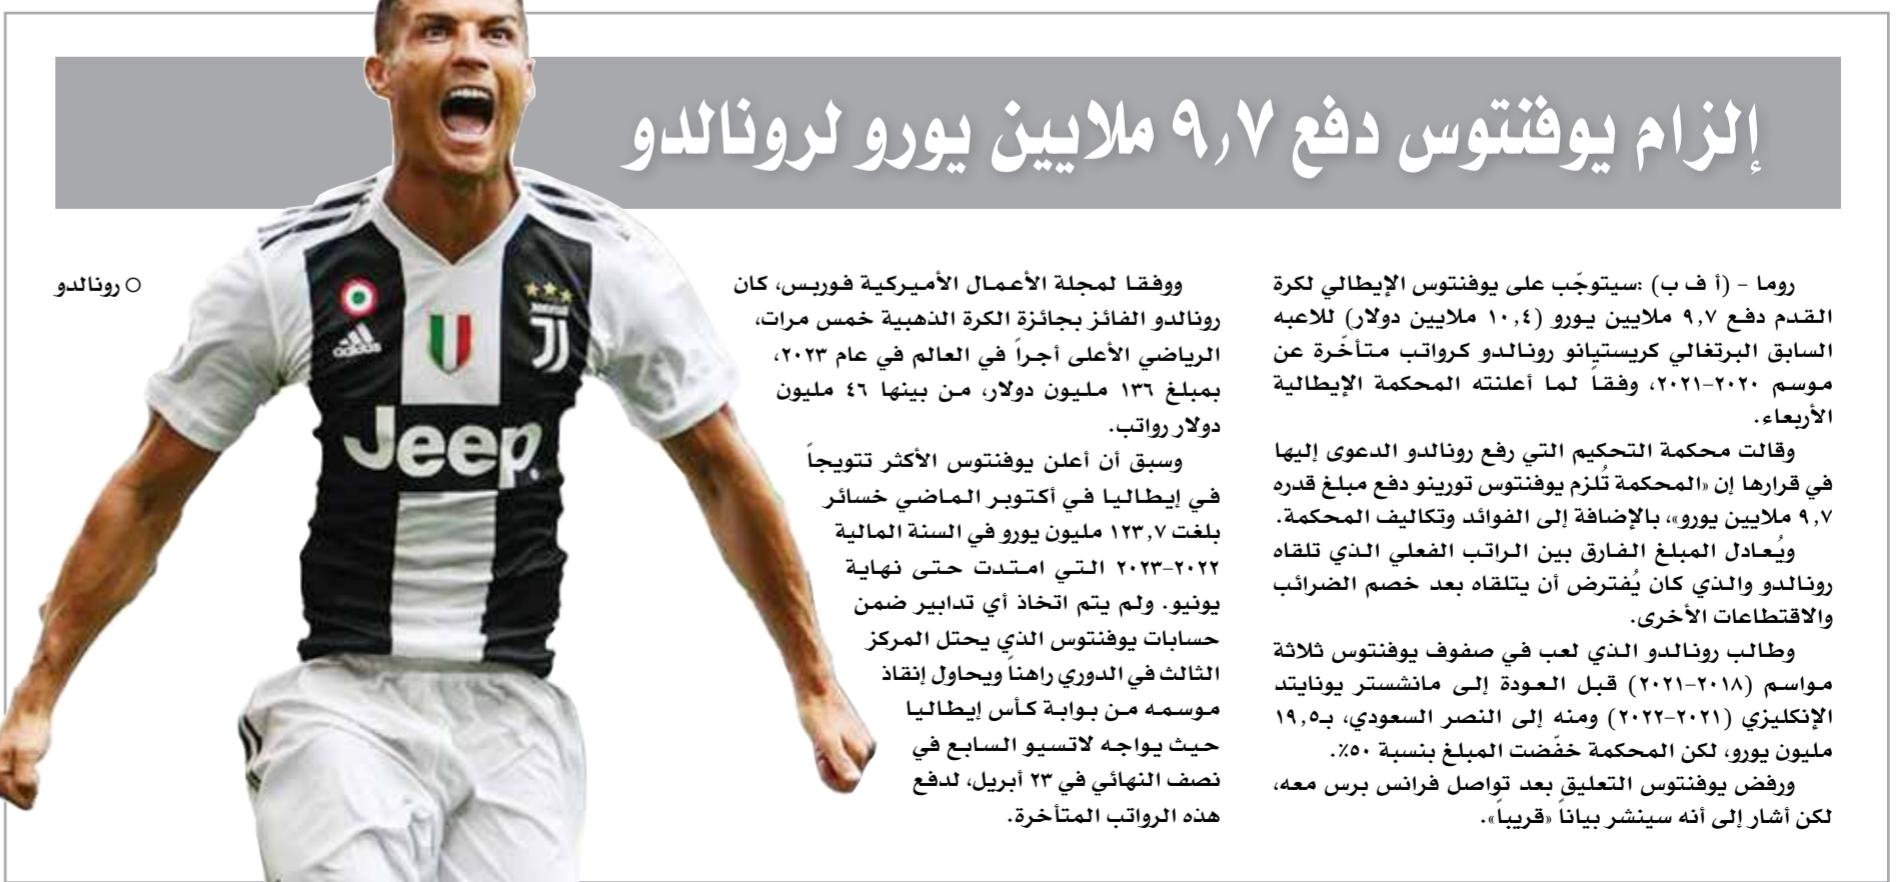 إلزام يوفنتوس دفع ٩٫٧ ملايين يورو لرونالدو
روما - (أ ف ب) :سيتوجّب على يوفنتوس الإيطالي لكرة
القدم دفع ٩٫٧ ملايين يورو (١٠٫٤ ملايين دولار) للاعبه
السابق البرتغالي كريستيانو رونالدو كرواتب متأخّرة عن
موسم ٢٠٢٠-٢٠٢١، وفقاً لما أعلنته المحكمة الإيطالية
الأربعاء.
وقالت محكمة التحكيم التي رفع رونالدو الدعوى إليها
في قرارها إن «المحكمة تُلزم يوفنتوس تورينو دفع مبلغ قدره
٩٫٧ ملايين يورو»، بالإضافة إلى الفوائد وتكاليف المحكمة.
ويُعادل المبلغ الفارق بين الراتب الفعلي الذي تلقاه
رونالدو والذي كان يُفترض أن يتلقاه بعد خصم الضرائب
والاقتطاعات الأخرى.
وطالب رونالدو الذي لعب في صفوف يوفنتوس ثلاثة
مواسم (٢٠١٨-٢٠٢١) قبل العودة إلى مانشستر يونايتد
الإنكليزي (٢٠٢١-٢٠٢٢) ومنه إلى النصر السعودي، بـ١٩٫٥
مليون يورو، لكن المحكمة خفّضت المبلغ بنسبة ٥٠٪.
ورفض يوفنتوس التعليق بعد تواصل فرانس برس معه،
لكن أشار إلى أنه سينشر بياناً «قريباً».
ووفقا لمجلة الأعمال الأميركية فوربس، كان
رونالدو الفائز بجائزة الكرة الذهبية خمس مرات،
الرياضي الأعلى أجراً في العالم في عام ٢٠٢٣،
بمبلغ ١٣٦ مليون دولار، من بينها ٤٦ مليون
دولار رواتب.
وسبق أن أعلن يوفنتوس الأكثر تتويجاً
في إيطاليا في أكتوبر الماضي خسائر
بلغت ١٢٣٫٧ مليون يورو في السنة المالية
٢٠٢٢-٢٠٢٣ التي امتدت حتى نهاية
يونيو. ولم يتم اتخاذ أي تدابير ضمن
حسابات يوفنتوس الذي يحتل المركز
الثالث في الدوري راهناً ويحاول إنقاذ
موسمه من بوابة كأس إيطاليا
حيث يواجه لاتسيو السابع في
نصف النهائي في ٢٣ أبريل، لدفع
هذه الرواتب المتأخرة.
○ رونالدو
adidas
Jeep